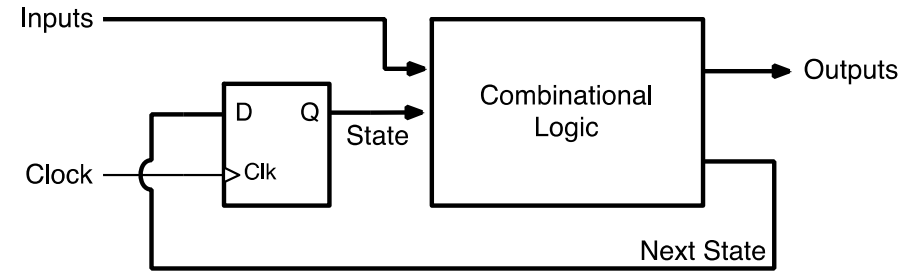 Inputs
Combinational
Logic
Outputs
D
Q
State
Clock
Clk
Next State